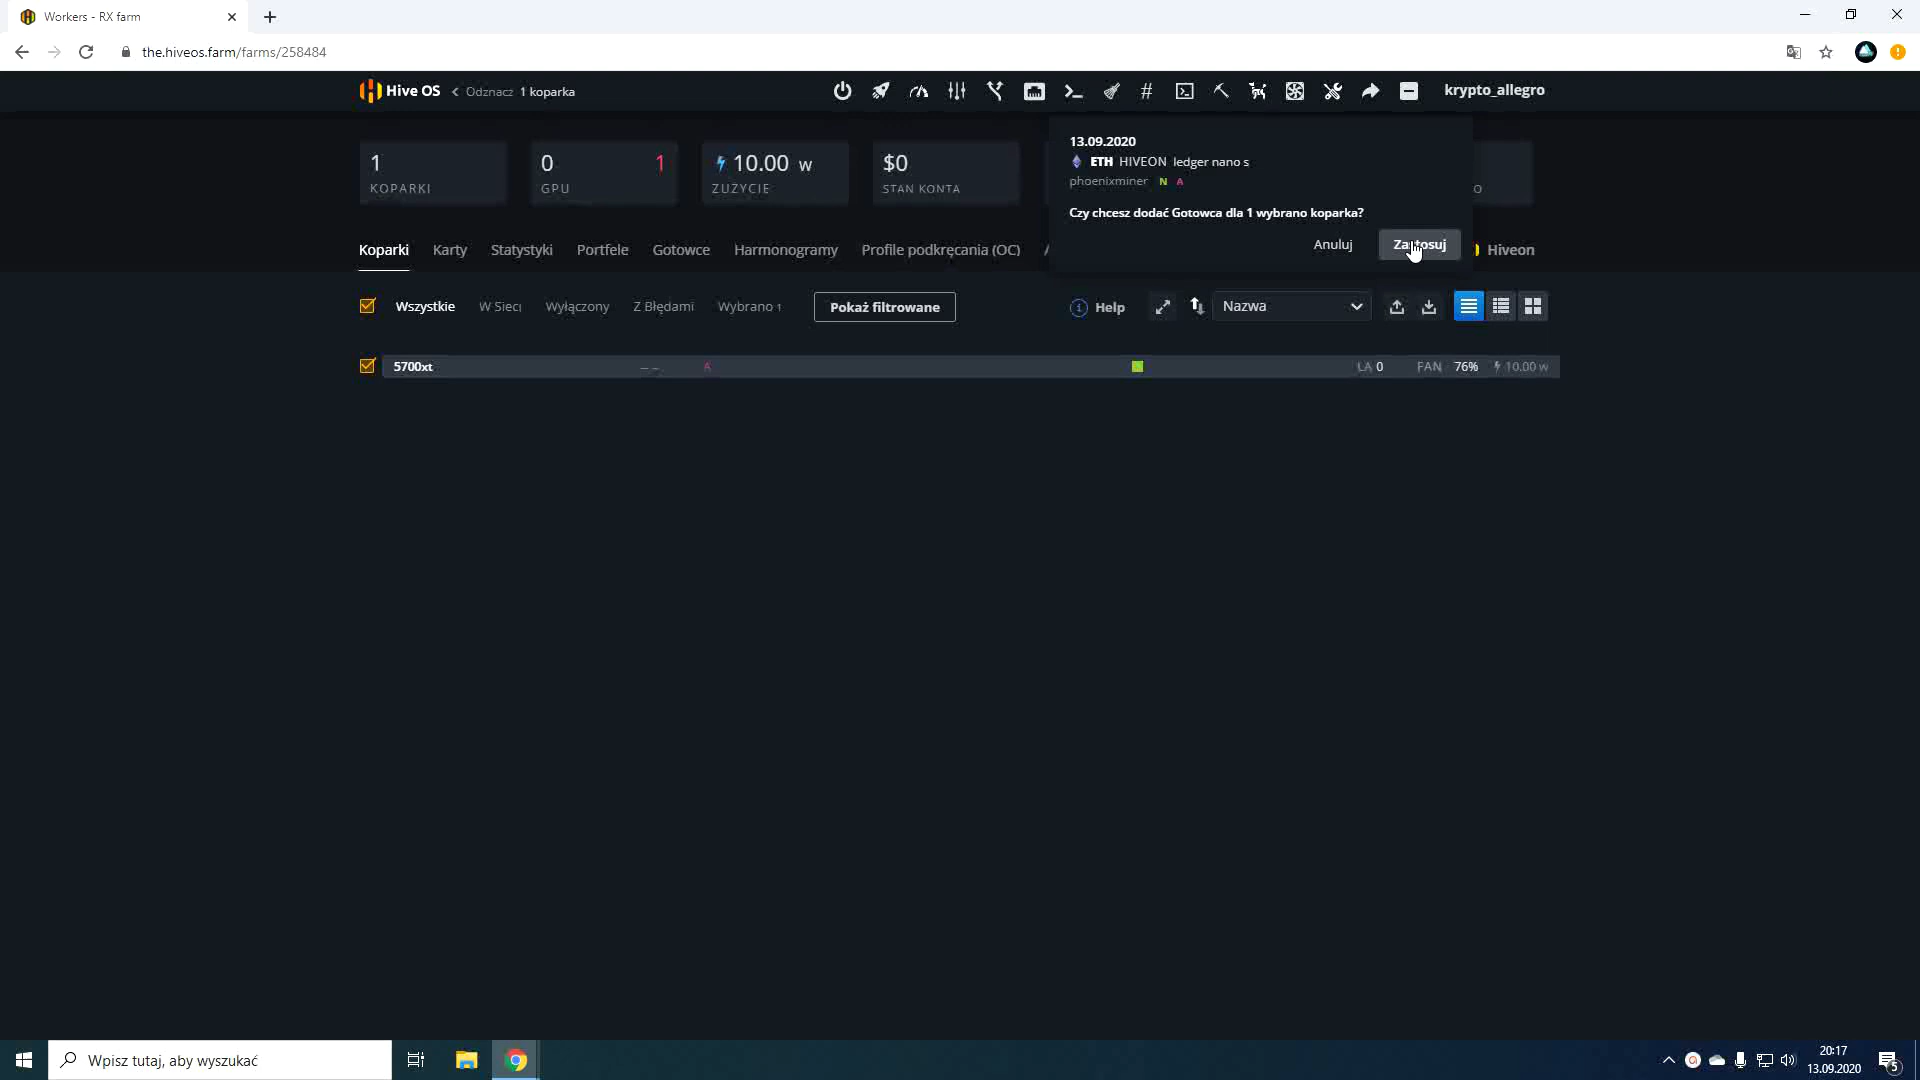 Workers - RX farm
the.hiveos.farm/farms/258484
Hive OS < Odznacz 1 koparka
krypto_allegro
1
KOPARKI
0 1
GPU
10.00 w
ZUŻYCIE
$0
STAN KONTA
O
13.09.2020
ETH HIVEON ledger nano s
phoenixminer N A
Czy chcesz dodać Gotowca dla 1 wybrano koparka?
Anuluj
Koparki Karty Statystyki Portfele Gotowce Harmonogramy Profile podkręcania (OC) Hiveon
Wszystkie W Sieci Wyłączony Z Błędami Wybrano 1 Pokaż filtrowane Help Nazwa
5700xt -- A LA 0 FAN 76% 10.00 w
Wpisz tutaj, aby wyszukać
20:17
13.09.2020
5